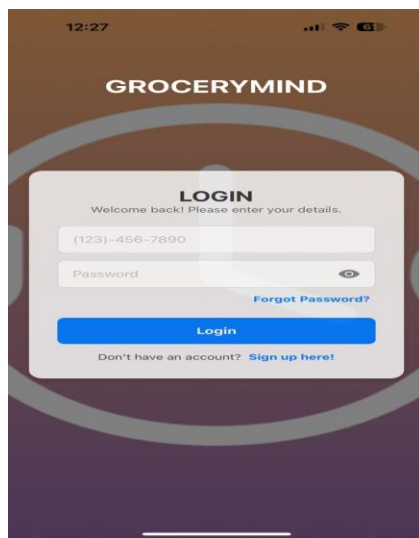 12:27
GROCERYMIND
LOGIN
Welcome back! Please enter your details.
(123)-456-7890
Password
Forgot Password?
Login
Don't have an account? Sign up here!